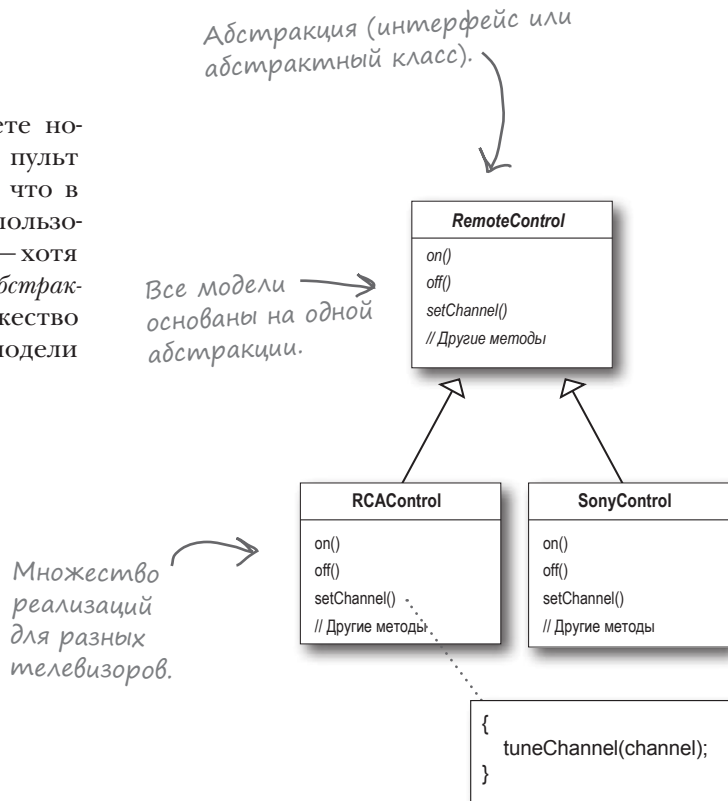 Абстракция (интерфейс или
абстрактный класс).
ете но-
пульт
что в
пользо-
— хотя
бстрак-
жество
модели
RemoteControl
on()
off()
setChannel()
// Другие методы
Все модели
основаны на одной
абстракции.
RCAControl
on()
off()
setChannel()
// Другие методы
SonyControl
on()
off()
setChannel()
// Другие методы
Множество
реализаций
для разных
телевизоров.
{
tuneChannel(channel);
}